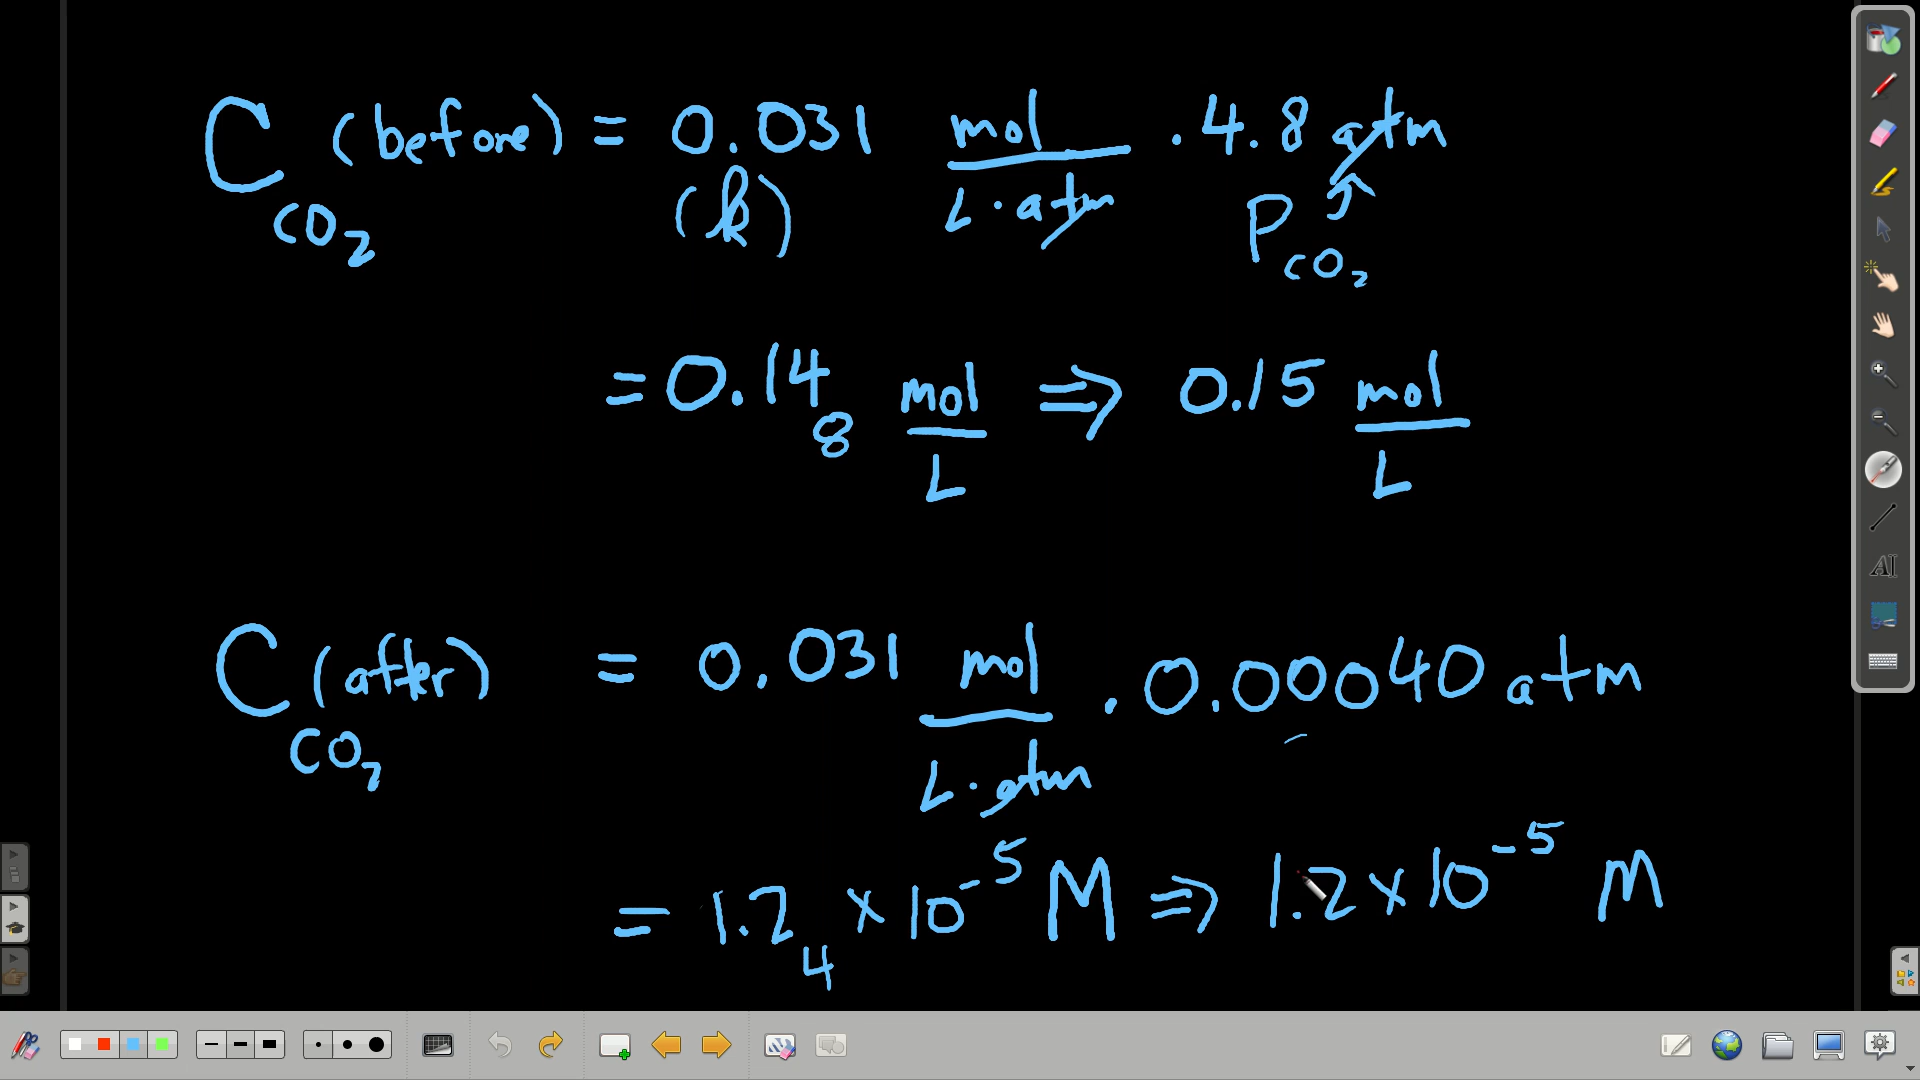 C CO₂ (before) = 0.031 mol / L·atm · 4.8 atm
(k) P CO₂
= 0.14₈ mol / L ⇒ 0.15 mol / L
C CO₂ (after) = 0.031 mol / L·atm · 0.00040 atm
= 1.2₄ × 10⁻⁵ M ⇒ 1.2 × 10⁻⁵ M
AI